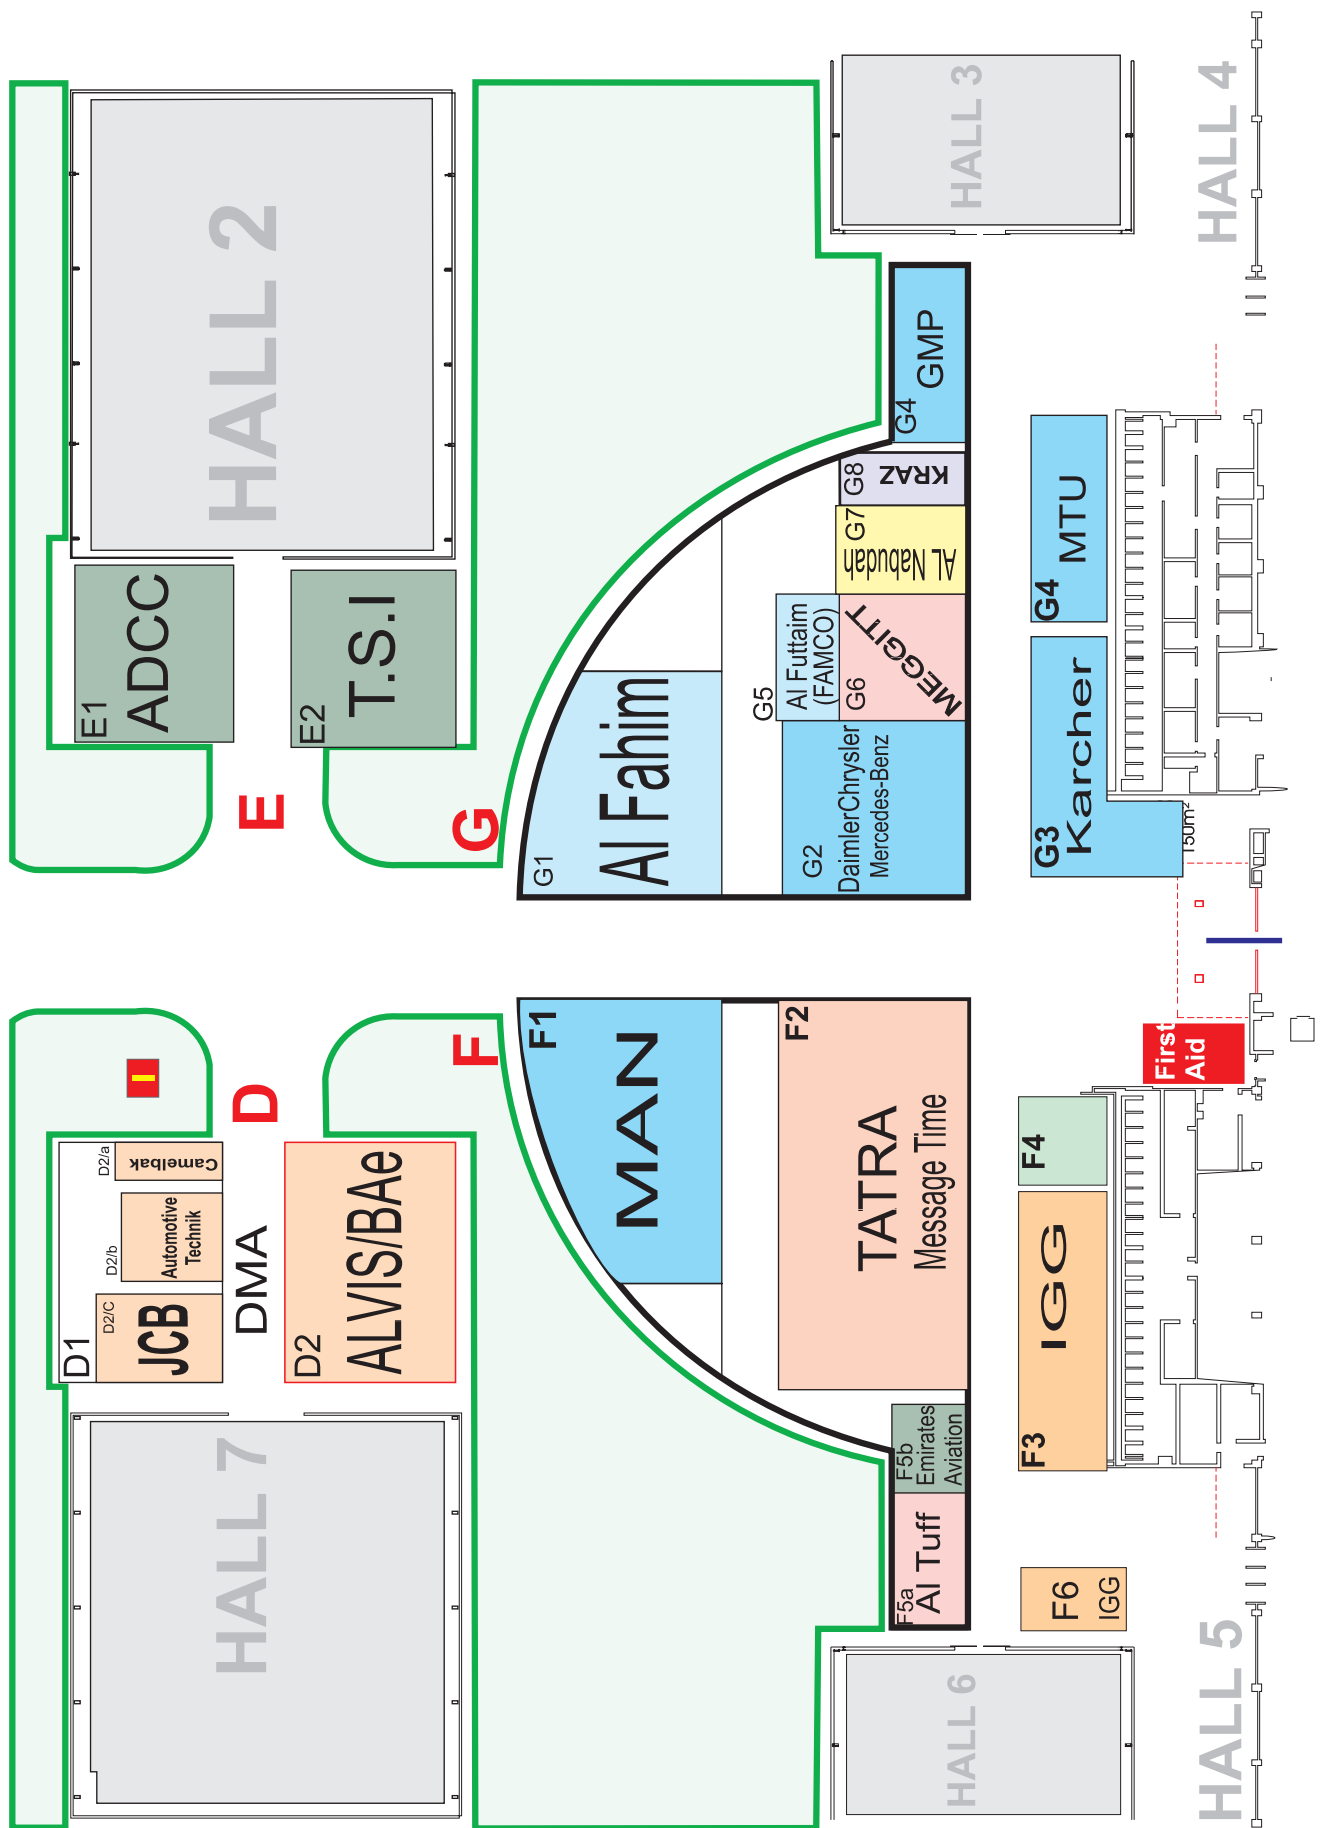 HALL 2
HALL 3
HALL 4
E1
ADCC
E2
T.S.I
E
G
G1
Al Fahim
G2
DaimlerChrysler
Mercedes-Benz
G5
Al Futtaim
(FAMCO)
G6
MEGGITT
G7
AL Nabudah
G8
KRAZ
G4
GMP
G4
MTU
G3
Karcher
150m²
D
F
D1
D2/a
Camelbak
D2/b
Automotive
Technik
D2/C
JCB
DMA
D2
ALVIS/BAe
F1
MAN
F2
TATRA
Message Time
F5b
Emirates
Aviation
F5a
Al Tuff
First
Aid
F4
F3
IGG
F6
IGG
HALL 7
HALL 6
HALL 5